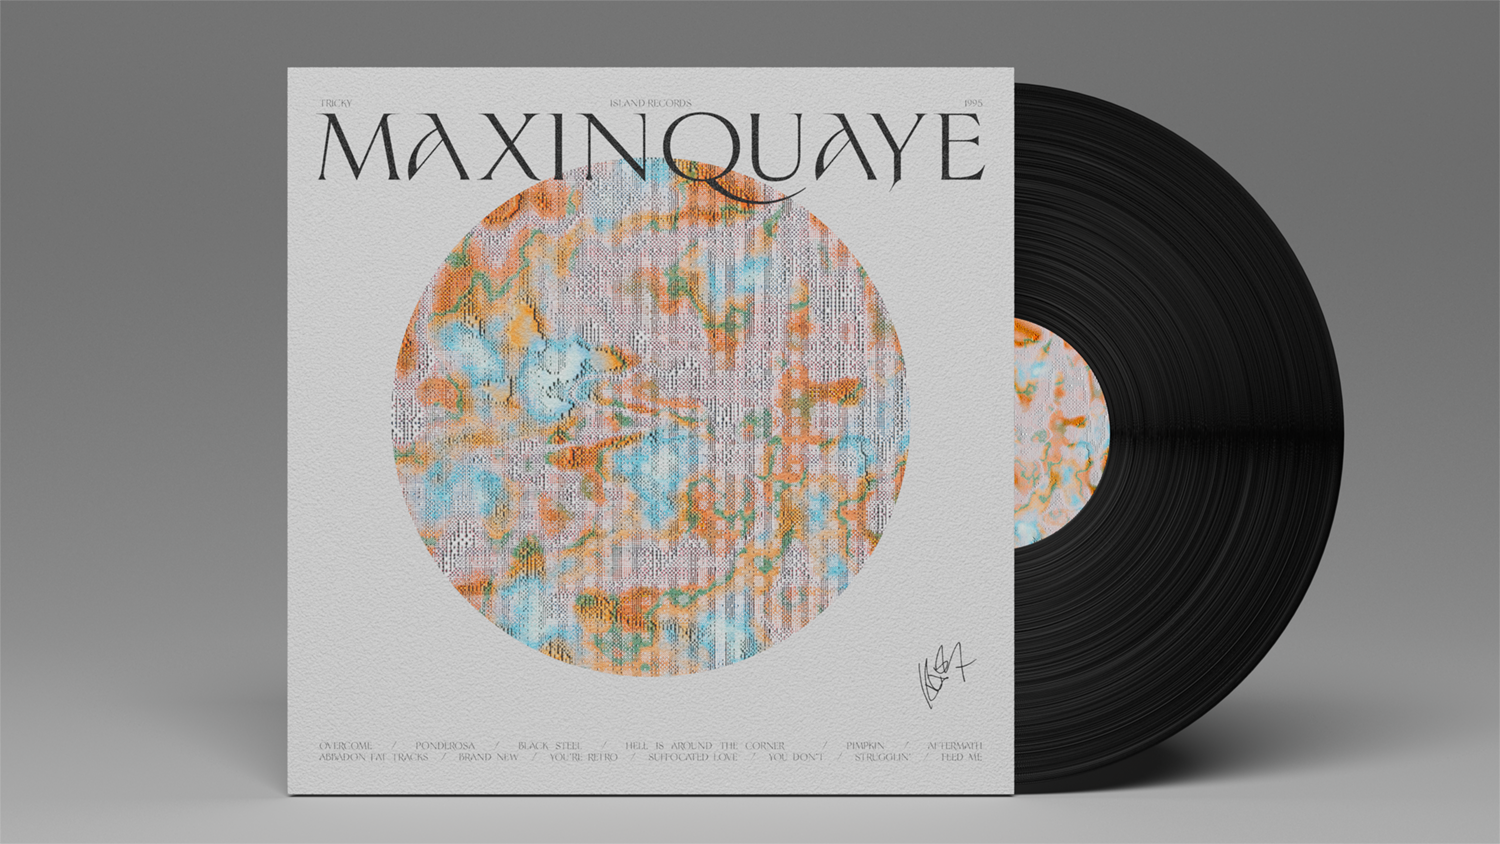 TRICKY ISLAND RECORDS 1995
MAXINQUAYE
OVERCOME / PONDEROSA / BLACK STEEL / HELL IS AROUND THE CORNER / PUMPKIN / AFTERMATH
ABBADON FAT TRACKS / BRAND NEW / YOU'RE RETRO / SUFFOCATED LOVE / YOU DON'T / STRUGGLIN' / FEED ME